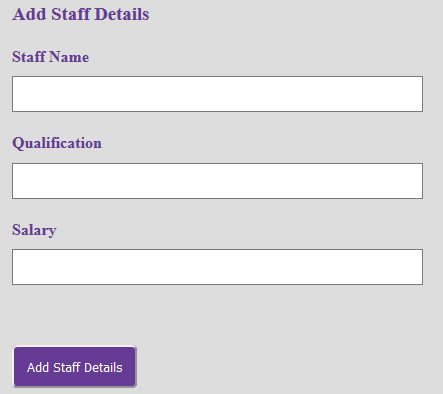 Add Staff Details
Staff Name
Qualification
Salary
Add Staff Details